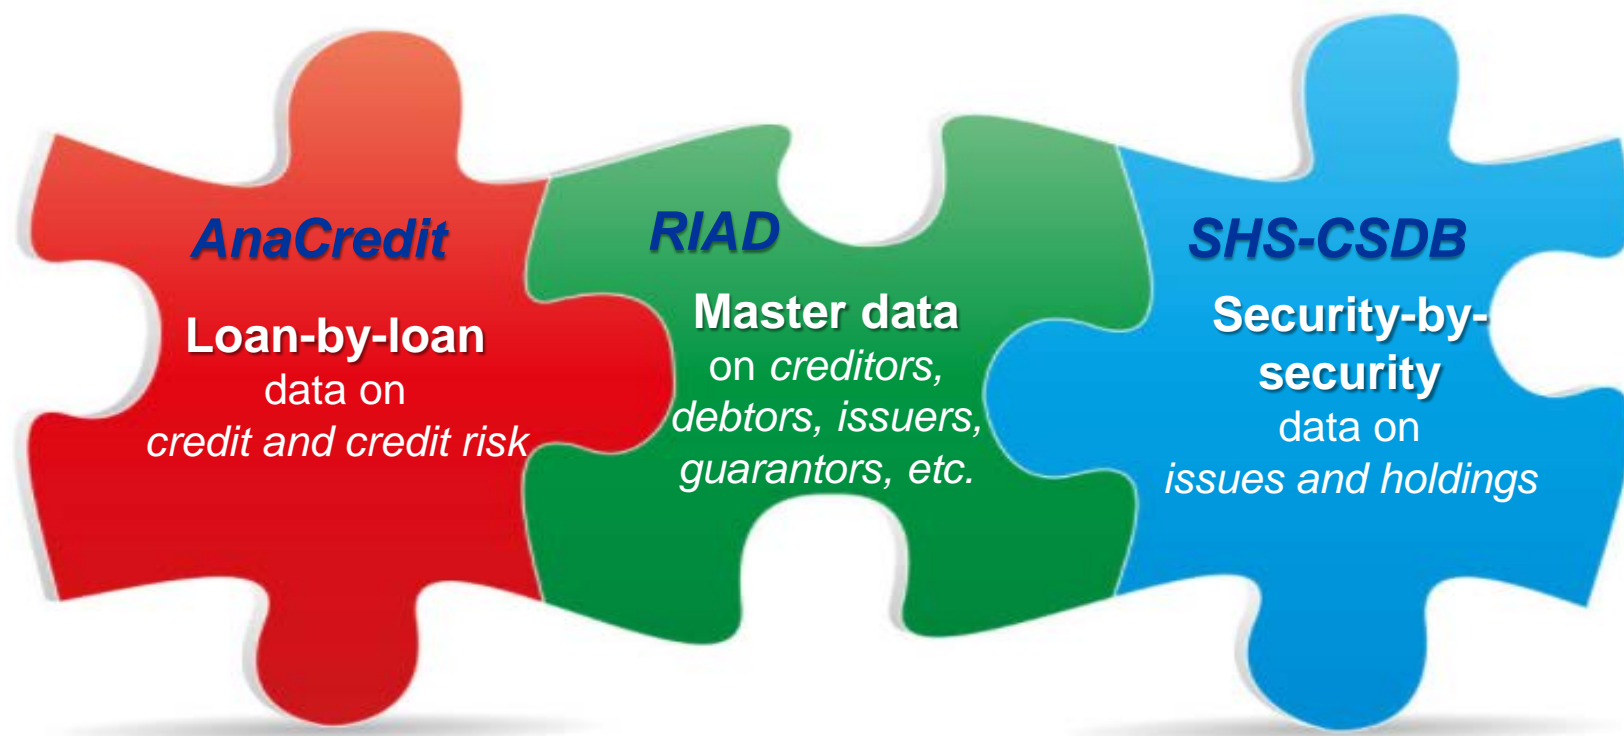 AnaCredit
Loan-by-loan
data on
credit and credit risk
RIAD
Master data
on creditors,
debtors, issuers,
guarantors, etc.
SHS-CSDB
Security-by-
security
data on
issues and holdings